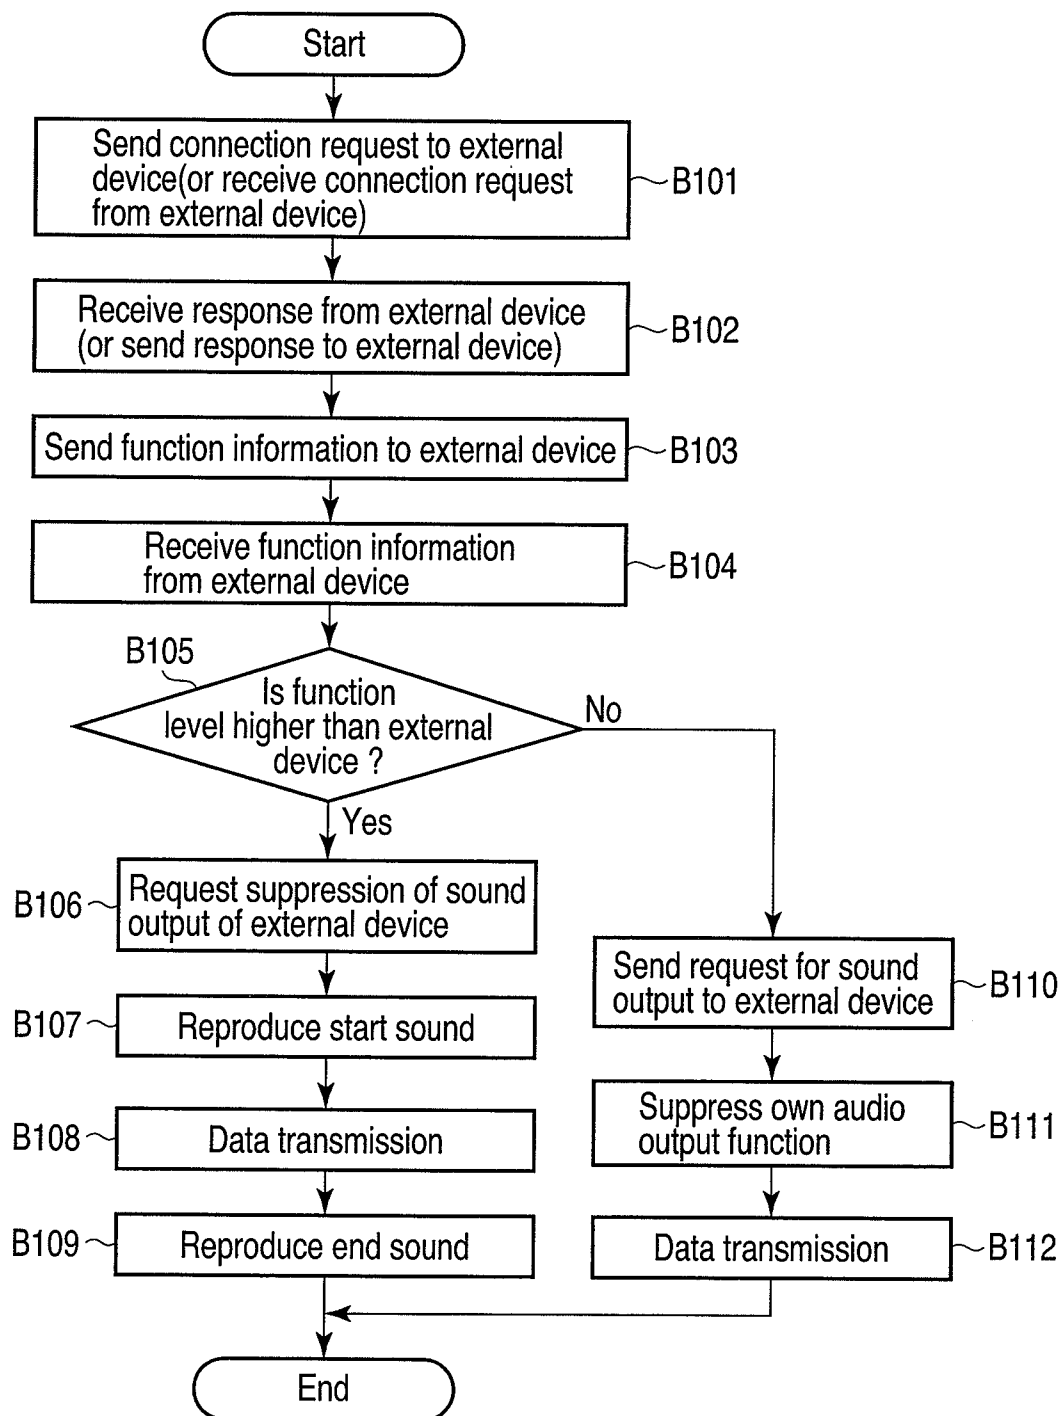 Start
Send connection request to external
device(or receive connection request
from external device)
B101
Receive response from external device
(or send response to external device)
B102
Send function information to external device
B103
Receive function information
from external device
B104
B105
Is function
level higher than external
device ?
No
Yes
B106
Request suppression of sound
output of external device
B107
Reproduce start sound
B108
Data transmission
B109
Reproduce end sound
Send request for sound
output to external device
B110
Suppress own audio
output function
B111
Data transmission
B112
End